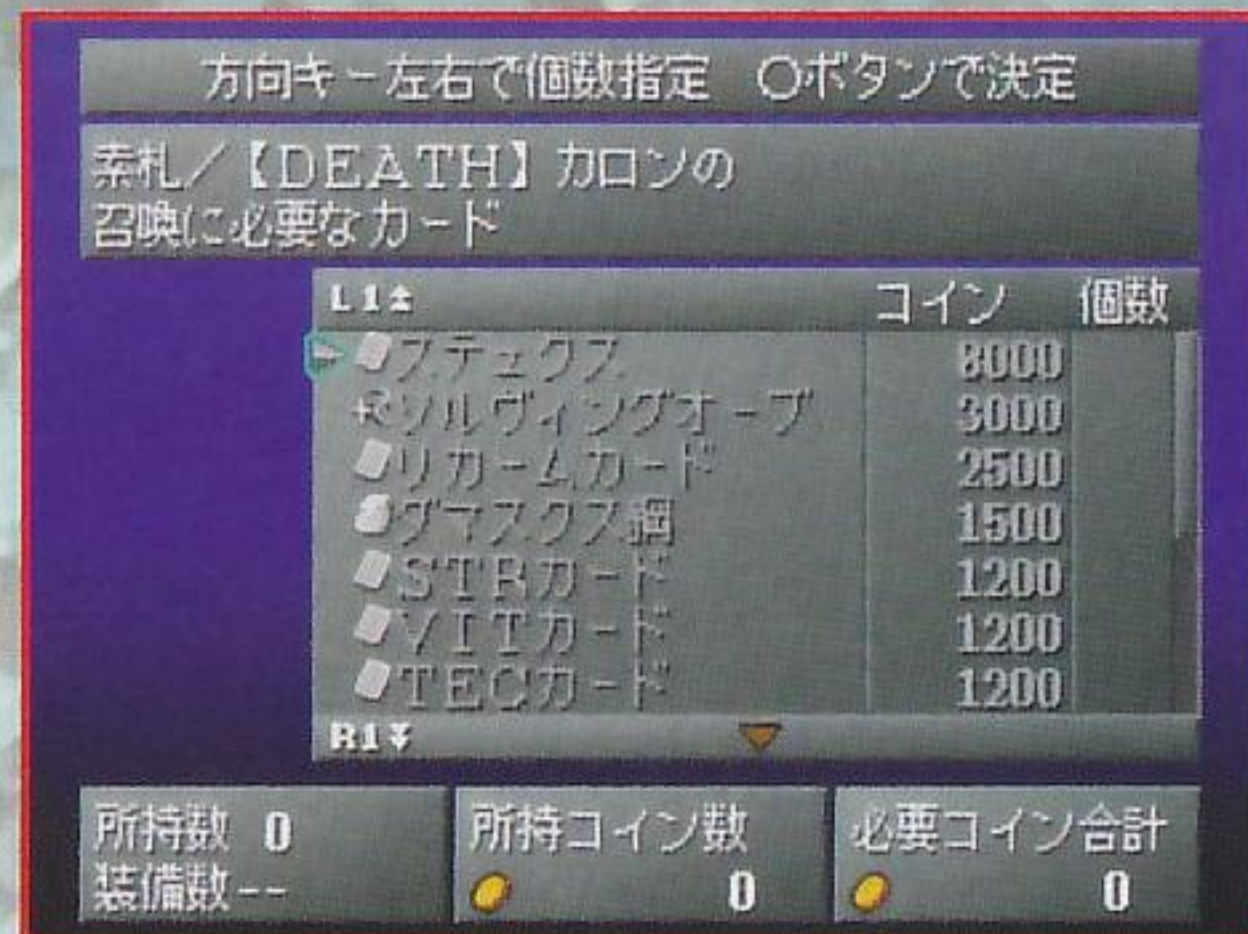 方向キー左右で個数指定 ○ボタンで決定
素札／【DEATH】カロンの
召喚に必要なカード
L1 コイン 個数
ステュクス 8000
ソルヴィングオーブ 3000
リカームカード 2500
ダマスクス鋼 1500
STRカード 1200
VITカード 1200
TECカード 1200
R1
所持数 0 所持コイン数 必要コイン合計
装備数-- 0 0